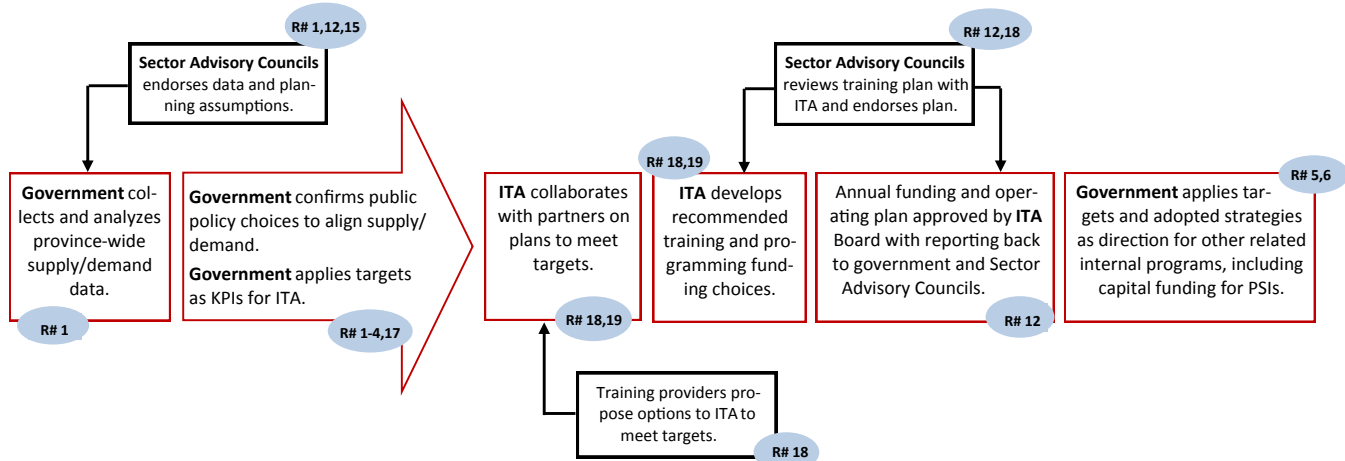 R# 1,12,15
Sector Advisory Councils
endorses data and plan-
ning assumptions.
R# 12,18
Sector Advisory Councils
reviews training plan with
ITA and endorses plan.
Government col-
lects and analyzes
province-wide
supply/demand
data.
R# 1
Government confirms public
policy choices to align supply/
demand.
Government applies targets
as KPIs for ITA.
R# 1-4,17
ITA collaborates
with partners on
plans to meet
targets.
R# 18,19
R# 18,19
ITA develops
recommended
training and pro-
gramming fund-
ing choices.
Annual funding and oper-
ating plan approved by ITA
Board with reporting back
to government and Sector
Advisory Councils.
R# 12
R# 5,6
Government applies tar-
gets and adopted strategies
as direction for other related
internal programs, including
capital funding for PSIs.
Training providers pro-
pose options to ITA to
meet targets.
R# 18